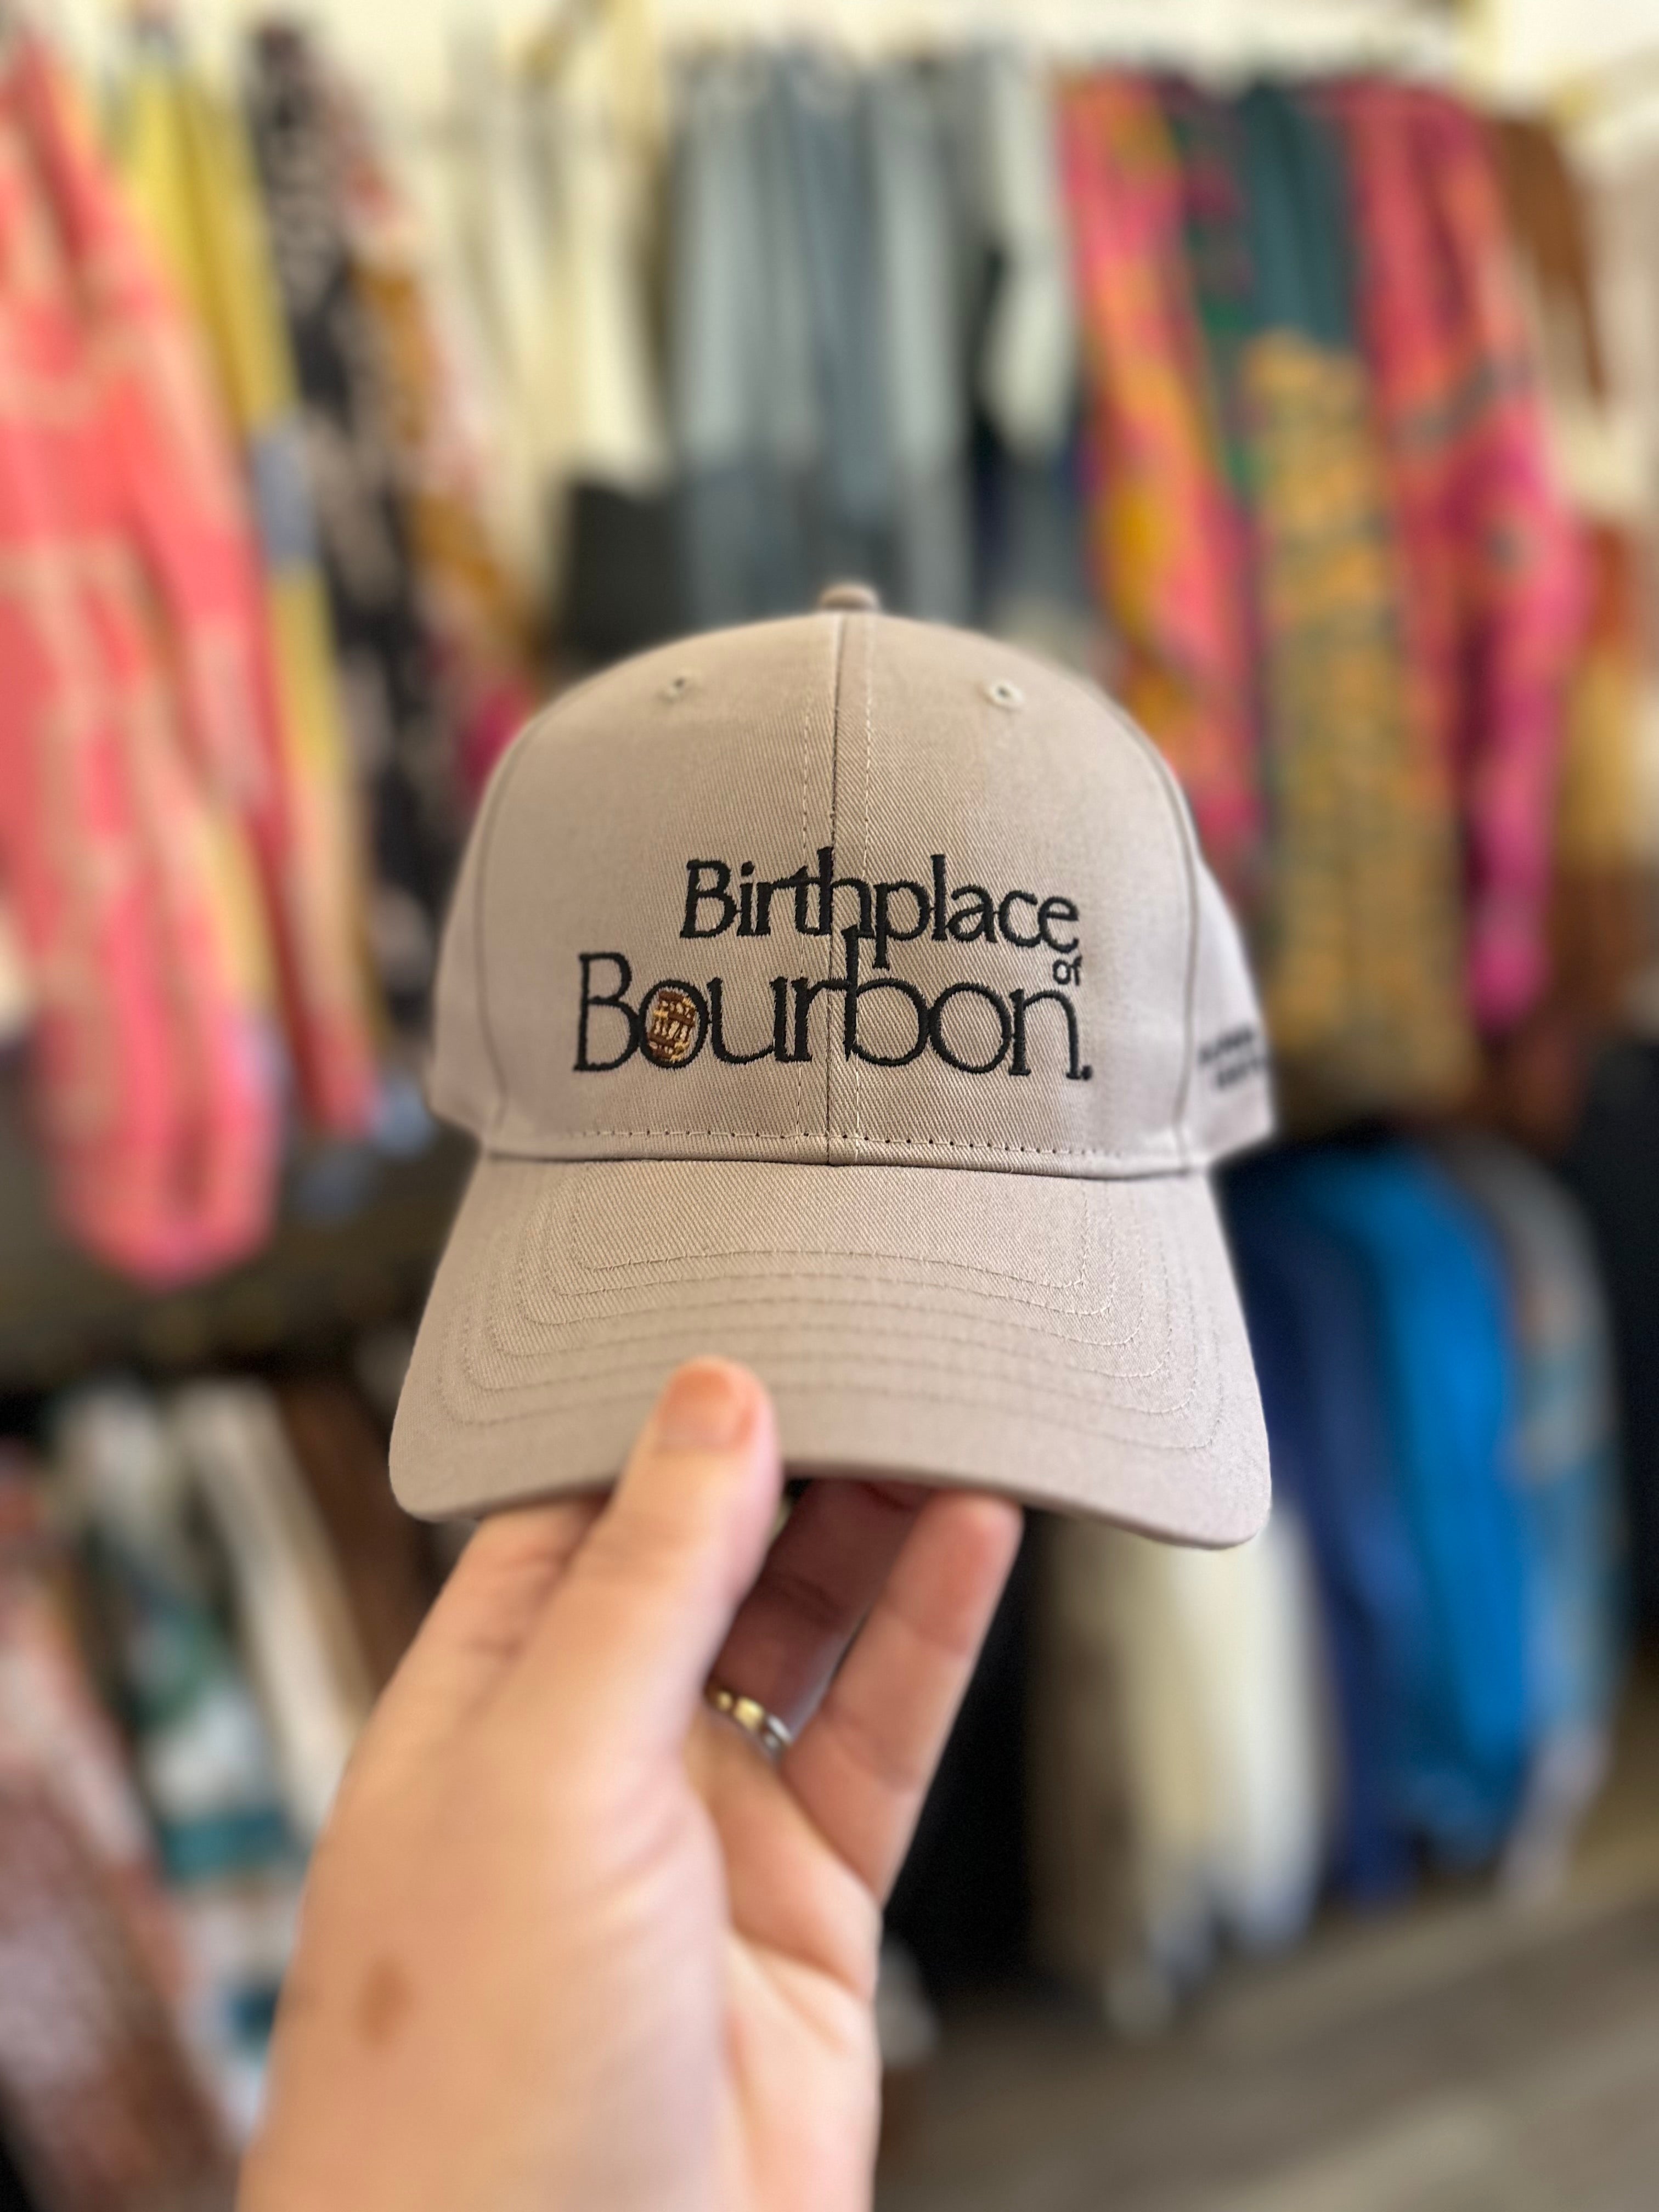 Birthplace
of
Bourbon.